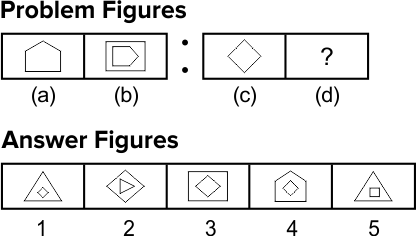 Problem Figures
: ?
(a) (b) (c) (d)
Answer Figures
1 2 3 4 5